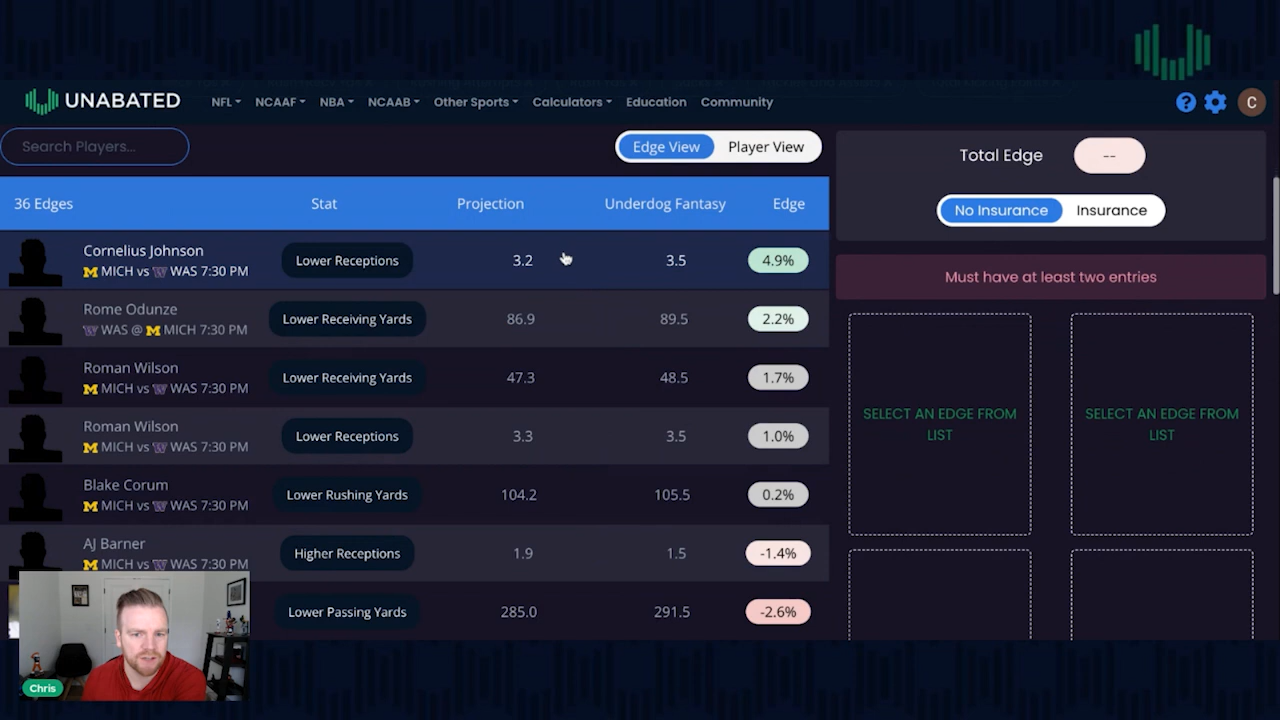 UNABATED NFL NCAAF NBA NCAAB Other Sports Calculators Education Community ? C
Search Players... Edge View Player View
Total Edge --
No Insurance Insurance
Must have at least two entries
36 Edges Stat Projection Underdog Fantasy Edge
Cornelius Johnson
MICH vs WAS 7:30 PM
Lower Receptions 3.2 3.5 4.9%
Rome Odunze
WAS @ MICH 7:30 PM
Lower Receiving Yards 86.9 89.5 2.2%
Roman Wilson
MICH vs WAS 7:30 PM
Lower Receiving Yards 47.3 48.5 1.7%
Roman Wilson
MICH vs WAS 7:30 PM
Lower Receptions 3.3 3.5 1.0%
Blake Corum
MICH vs WAS 7:30 PM
Lower Rushing Yards 104.2 105.5 0.2%
AJ Barner
MICH vs WAS 7:30 PM
Higher Receptions 1.9 1.5 -1.4%
Lower Passing Yards 285.0 291.5 -2.6%
SELECT AN EDGE FROM
LIST
SELECT AN EDGE FROM
LIST
Chris